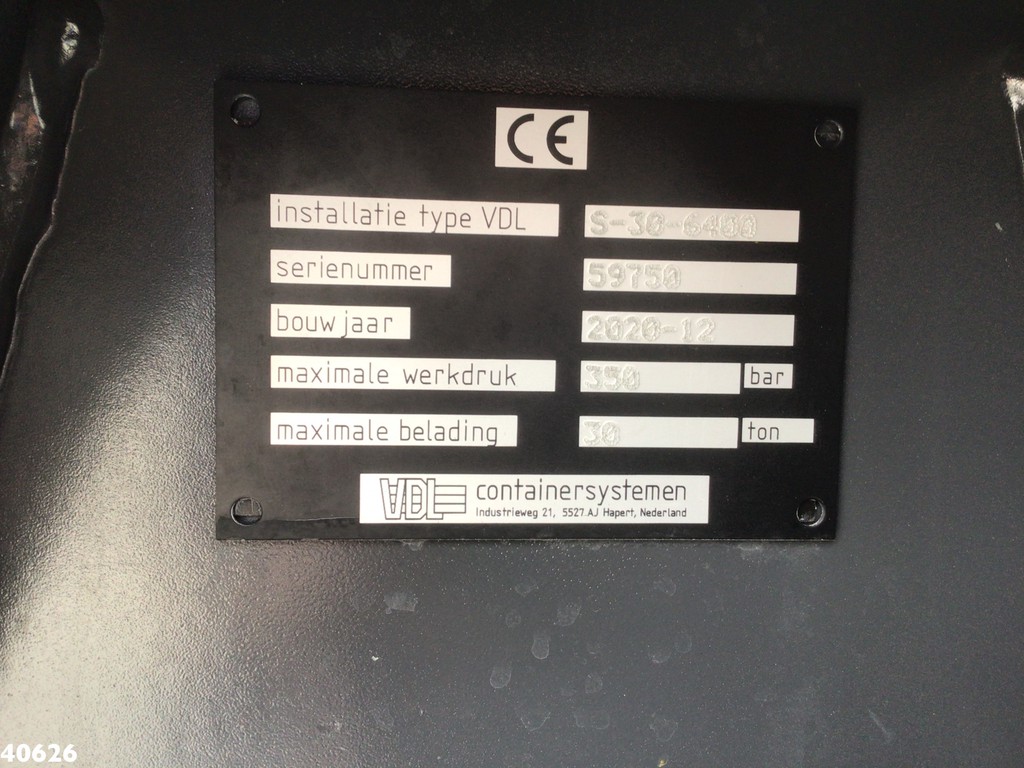 CE
installatie type VDL S-30-6400
serienummer 59750
bouwjaar 2020-12
maximale werkdruk 350 bar
maximale belading 30 ton
VDL containersystemen
Industrieweg 21, 5527 AJ Hapert, Nederland
40626